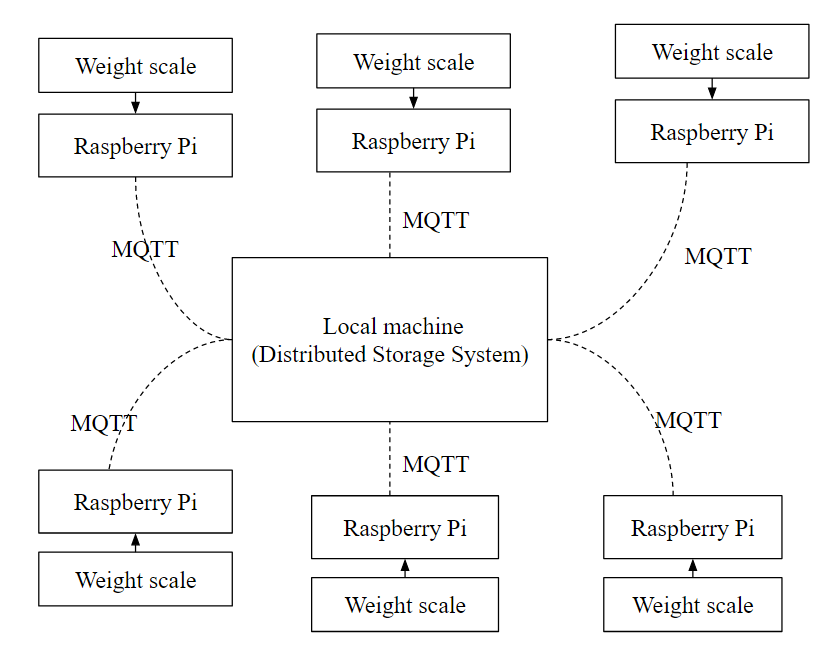 Weight scale
Weight scale
Weight scale
Raspberry Pi
Raspberry Pi
Raspberry Pi
MQTT
MQTT
MQTT
Local machine
(Distributed Storage System)
MQTT
MQTT
MQTT
Raspberry Pi
Raspberry Pi
Raspberry Pi
Weight scale
Weight scale
Weight scale